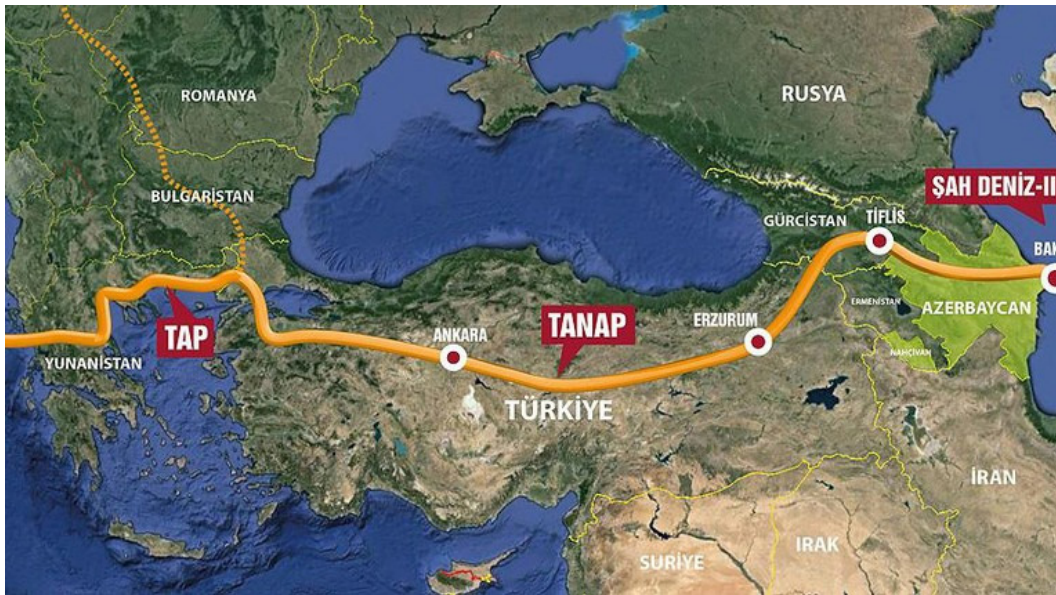 ROMANYA
RUSYA
BULGARİSTAN
ŞAH DENİZ-II
GÜRCİSTAN
TİFLİS
BAK
ERMENİSTAN
AZERBAYCAN
TAP
ANKARA
TANAP
ERZURUM
NAHÇIVAN
YUNANİSTAN
TÜRKİYE
İRAN
SURİYE
IRAK